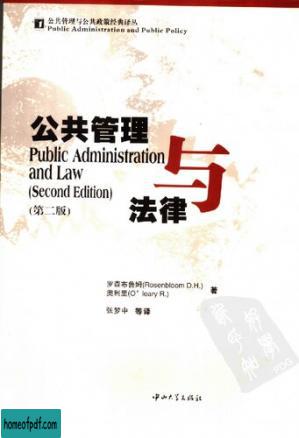 公共管理与公共政策经典译丛
Public Administration and Public Policy
公共管理
与
Public Administration
and Law
(Second Edition)
(第二版)
法律
罗森布鲁姆(Rosenbloom D.H.)
奥利里(O' leary R.) 著
张梦中 等译
中山大学出版社
PDG
homeofpdf.com